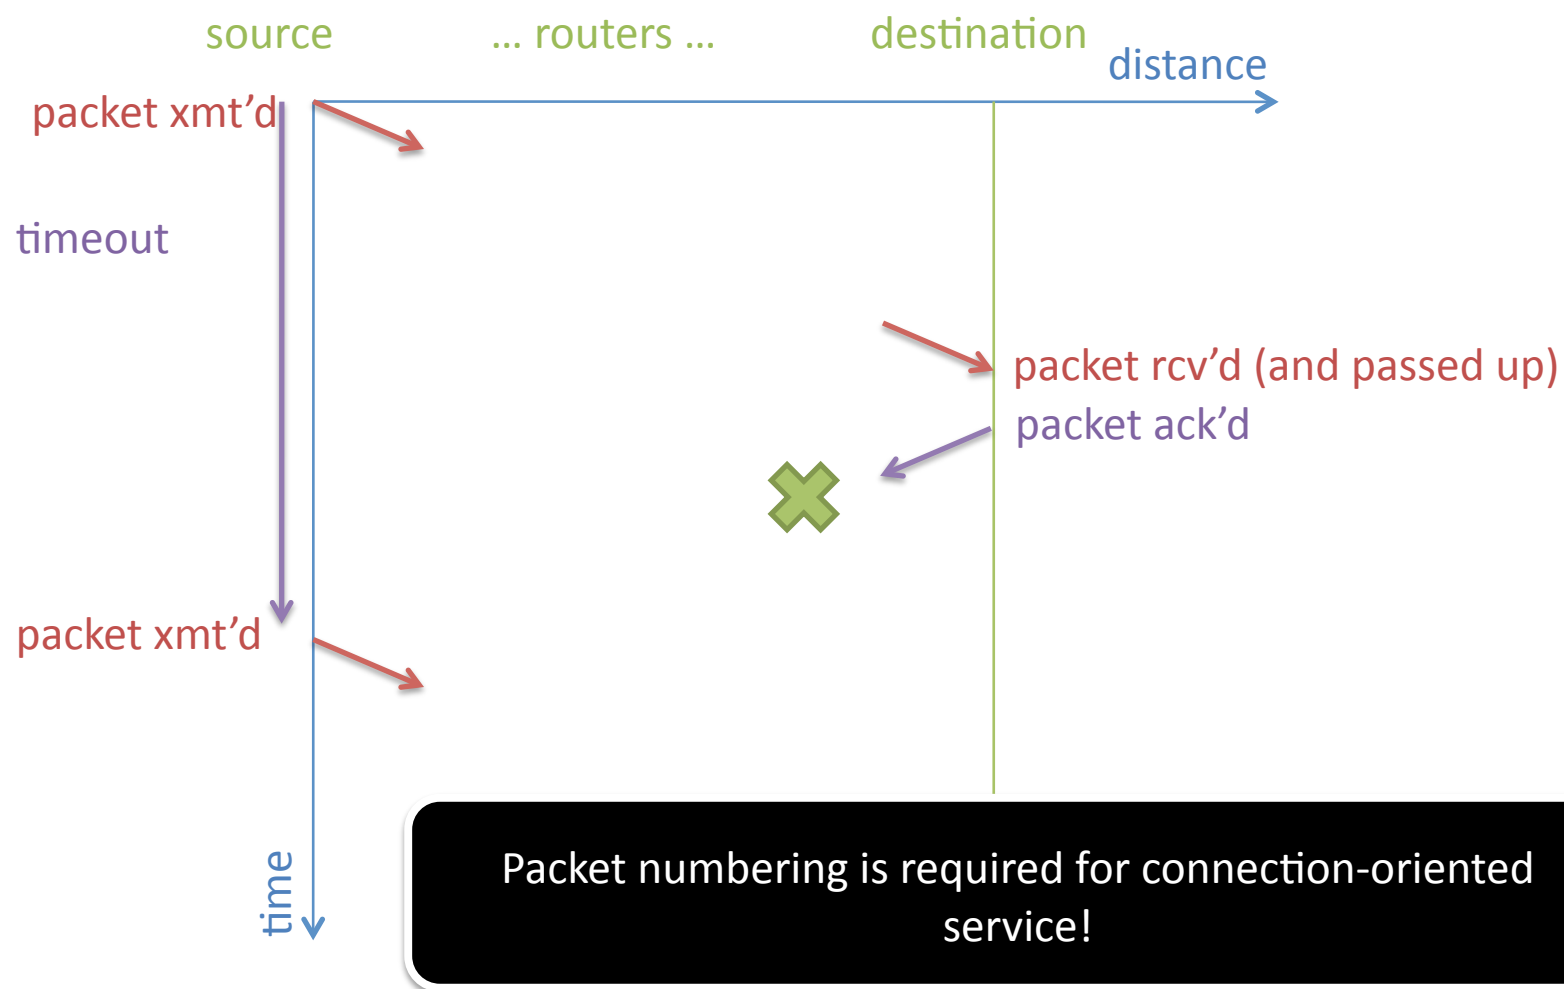 source
... routers ...
destination
distance
packet xmt’d
timeout
packet rcv’d (and passed up)
packet ack’d
packet xmt’d
time
Packet numbering is required for connection-oriented
service!